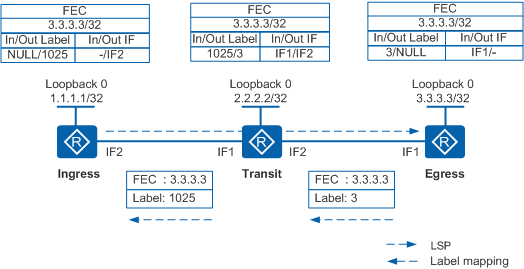 FEC FEC FEC
3.3.3.3/32 3.3.3.3/32 3.3.3.3/32
In/Out Label In/Out IF In/Out Label In/Out IF In/Out Label In/Out IF
NULL/1025 -/IF2 1025/3 IF1/IF2 3/NULL IF1/-
Loopback 0 Loopback 0 Loopback 0
1.1.1.1/32 2.2.2.2/32 3.3.3.3/32
R R R
IF2 IF1 IF2 IF1
Ingress Transit Egress
FEC : 3.3.3.3 FEC : 3.3.3.3
Label: 1025 Label: 3
LSP
Label mapping